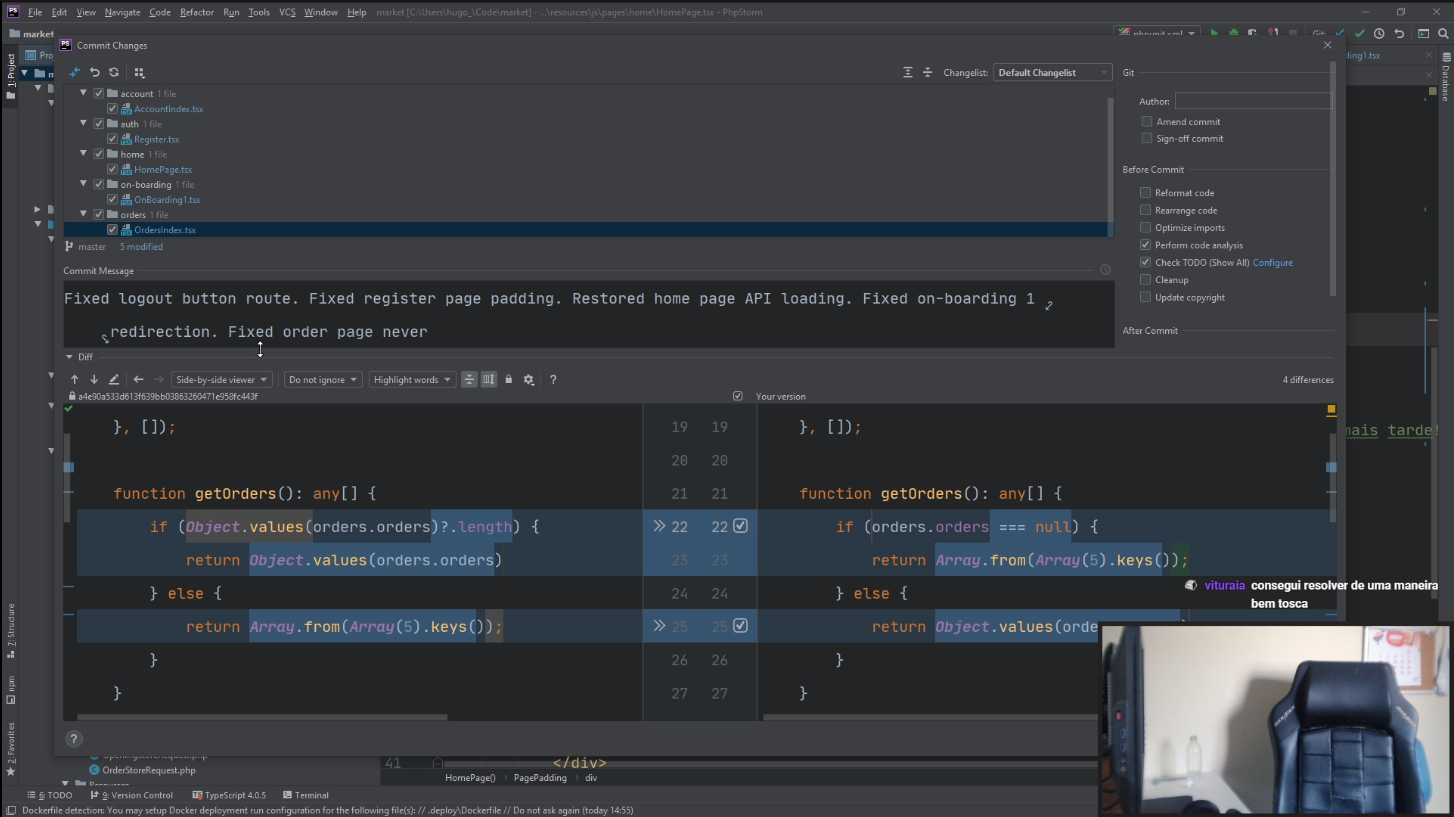 File Edit View Navigate Code Refactor Run Tools VCS Window Help market [C:\Users\hugo_\Code\market] - ...\resources\js\pages\home\HomePage.tsx - PhpStorm
market
Git:
PS Commit Changes
1: Project
Pro
ding1.tsx
Database
Changelist: Default Changelist
Git
account 1 file
AccountIndex.tsx
auth 1 file
Register.tsx
home 1 file
HomePage.tsx
on-boarding 1 file
OnBoarding1.tsx
orders 1 file
OrdersIndex.tsx
master 5 modified
Author:
Amend commit
Sign-off commit
Before Commit
Reformat code
Rearrange code
Optimize imports
Perform code analysis
Check TODO (Show All) Configure
Cleanup
Update copyright
After Commit
Commit Message
Fixed logout button route. Fixed register page padding. Restored home page API loading. Fixed on-boarding 1
redirection. Fixed order page never
Diff
Side-by-side viewer Do not ignore Highlight words ? 4 differences
a4e90a533d613f639bb03863260471e958fc443f Your version
}, []); 19 19 }, []);
20 20
function getOrders(): any[] { 21 21 function getOrders(): any[] {
if (Object.values(orders.orders)?.length) { 22 22 if (orders.orders === null) {
return Object.values(orders.orders) 23 23 return Array.from(Array(5).keys());
} else { 24 24 } else {
return Array.from(Array(5).keys()); 25 25 return Object.values(orde
} 26 26 }
} 27 27 }
mais tarde!
vituraia consegui resolver de uma maneira
bem tosca
?
7: Structure
npm
2: Favorites
OpeningStoreRequest.php
OrderStoreRequest.php
41 </div>
HomePage() PagePadding div
6: TODO 9: Version Control TypeScript 4.0.5 Terminal
Dockerfile detection: You may setup Docker deployment run configuration for the following file(s): // .deploy\Dockerfile // Do not ask again (today 14:55)